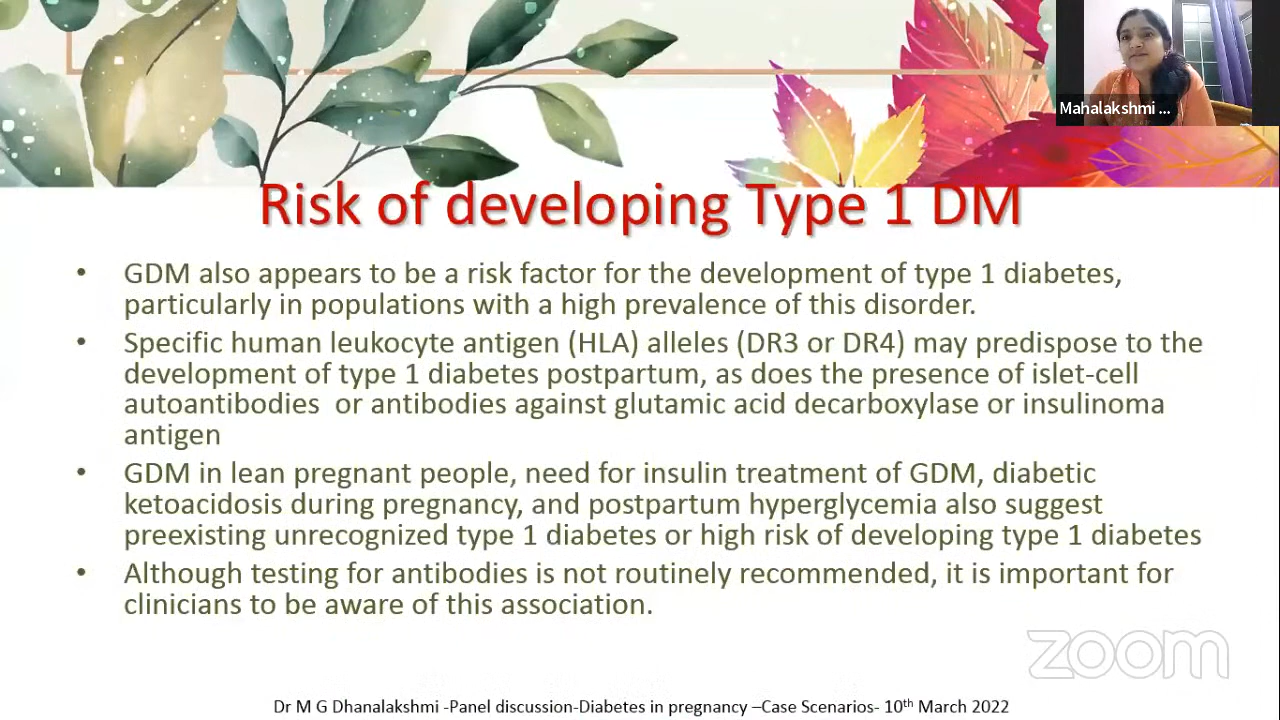 Mahalakshmi ...
Risk of developing Type 1 DM
• GDM also appears to be a risk factor for the development of type 1 diabetes,
particularly in populations with a high prevalence of this disorder.
• Specific human leukocyte antigen (HLA) alleles (DR3 or DR4) may predispose to the
development of type 1 diabetes postpartum, as does the presence of islet-cell
autoantibodies or antibodies against glutamic acid decarboxylase or insulinoma
antigen
• GDM in lean pregnant people, need for insulin treatment of GDM, diabetic
ketoacidosis during pregnancy, and postpartum hyperglycemia also suggest
preexisting unrecognized type 1 diabetes or high risk of developing type 1 diabetes
• Although testing for antibodies is not routinely recommended, it is important for
clinicians to be aware of this association.
zoom
Dr M G Dhanalakshmi -Panel discussion-Diabetes in pregnancy –Case Scenarios- 10th March 2022